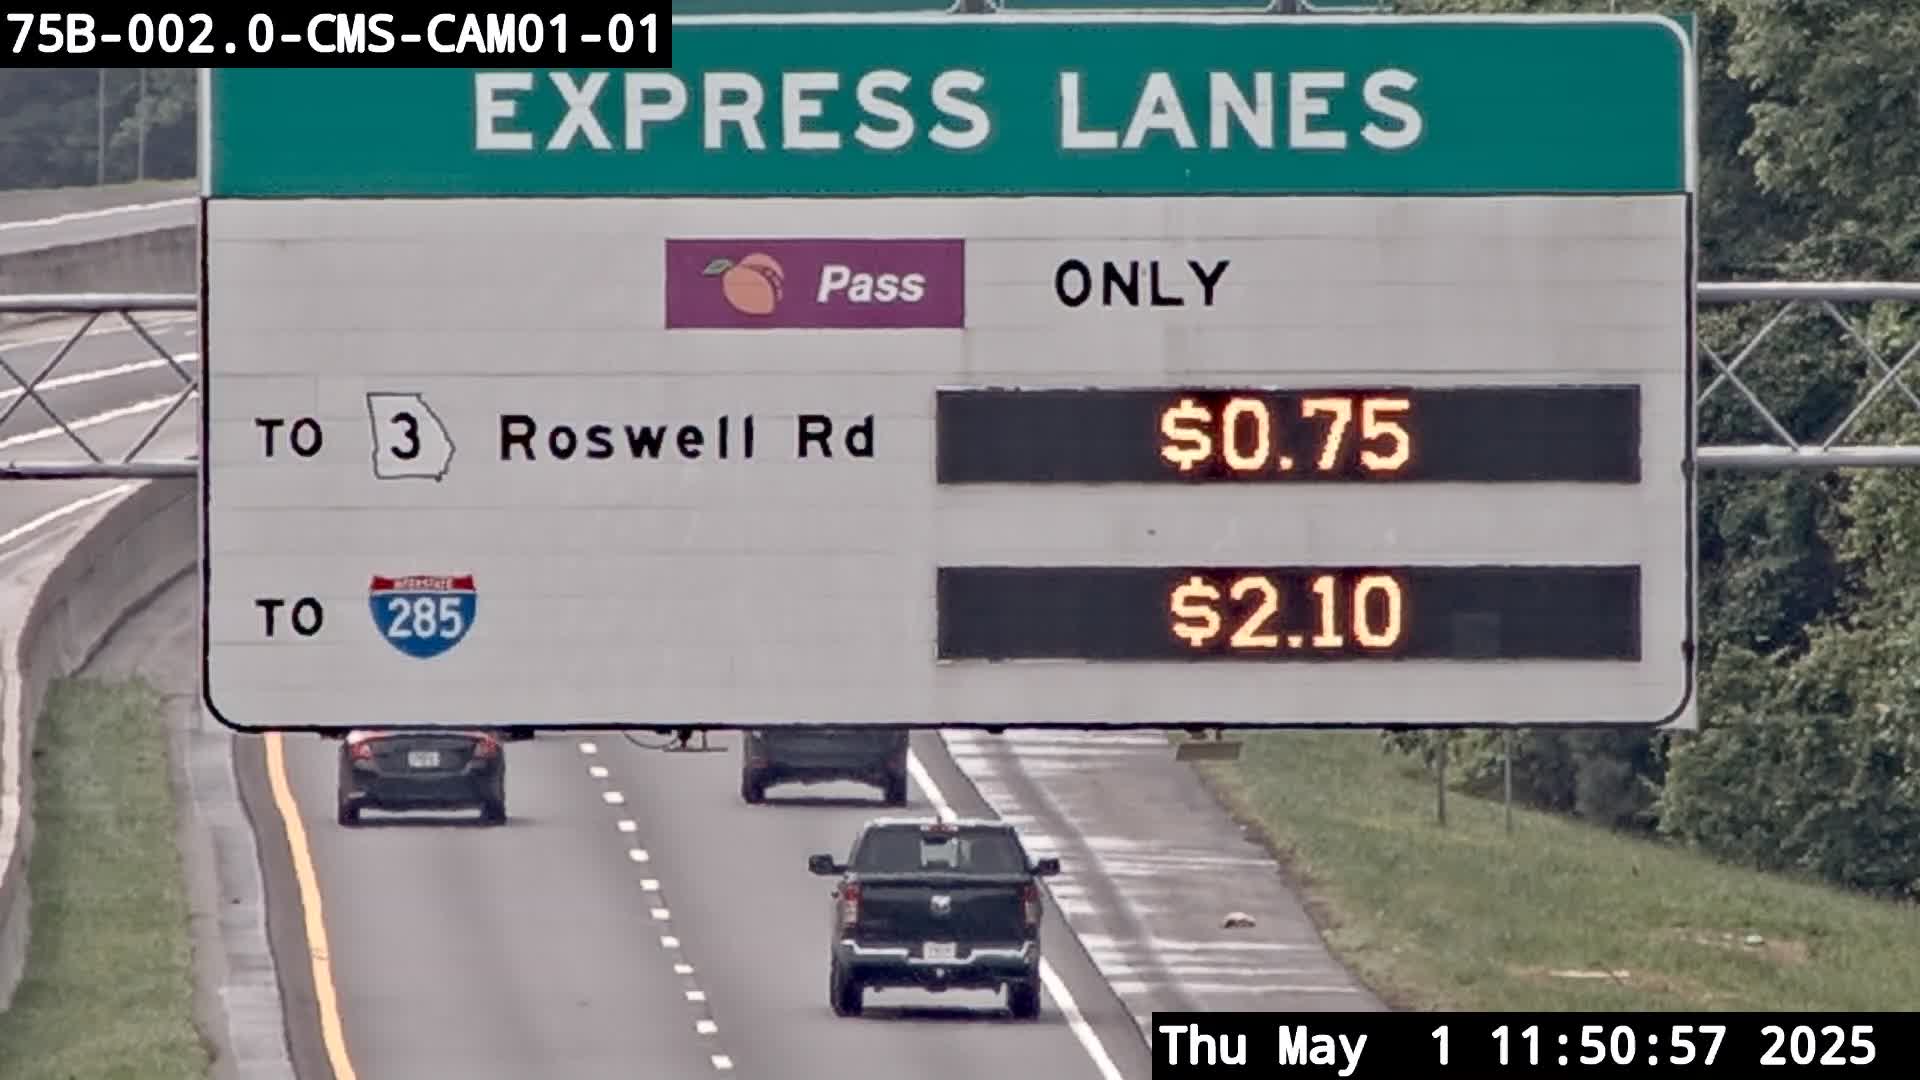 75B-002.0-CMS-CAM01-01
EXPRESS LANES
Pass ONLY
TO 3 Roswell Rd $0.75
TO INTERSTATE 285 $2.10
Thu May 1 11:50:57 2025